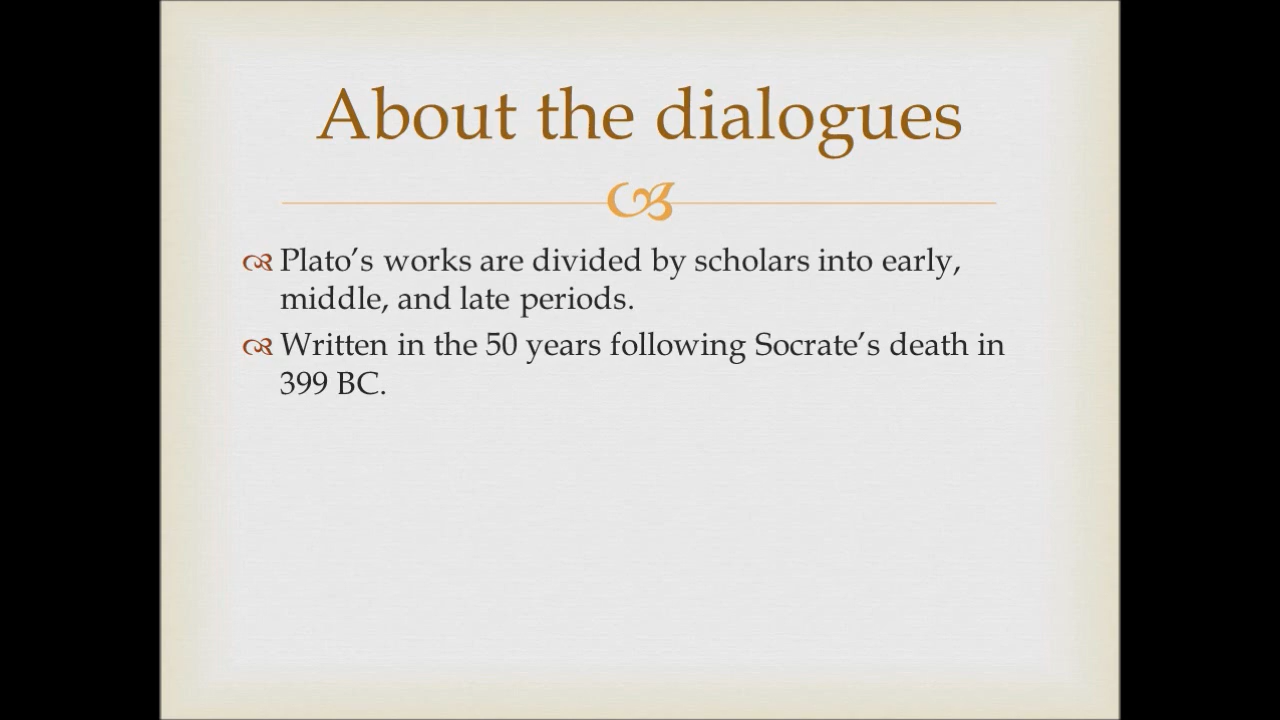 About the dialogues
Plato’s works are divided by scholars into early,
middle, and late periods.
Written in the 50 years following Socrate’s death in
399 BC.